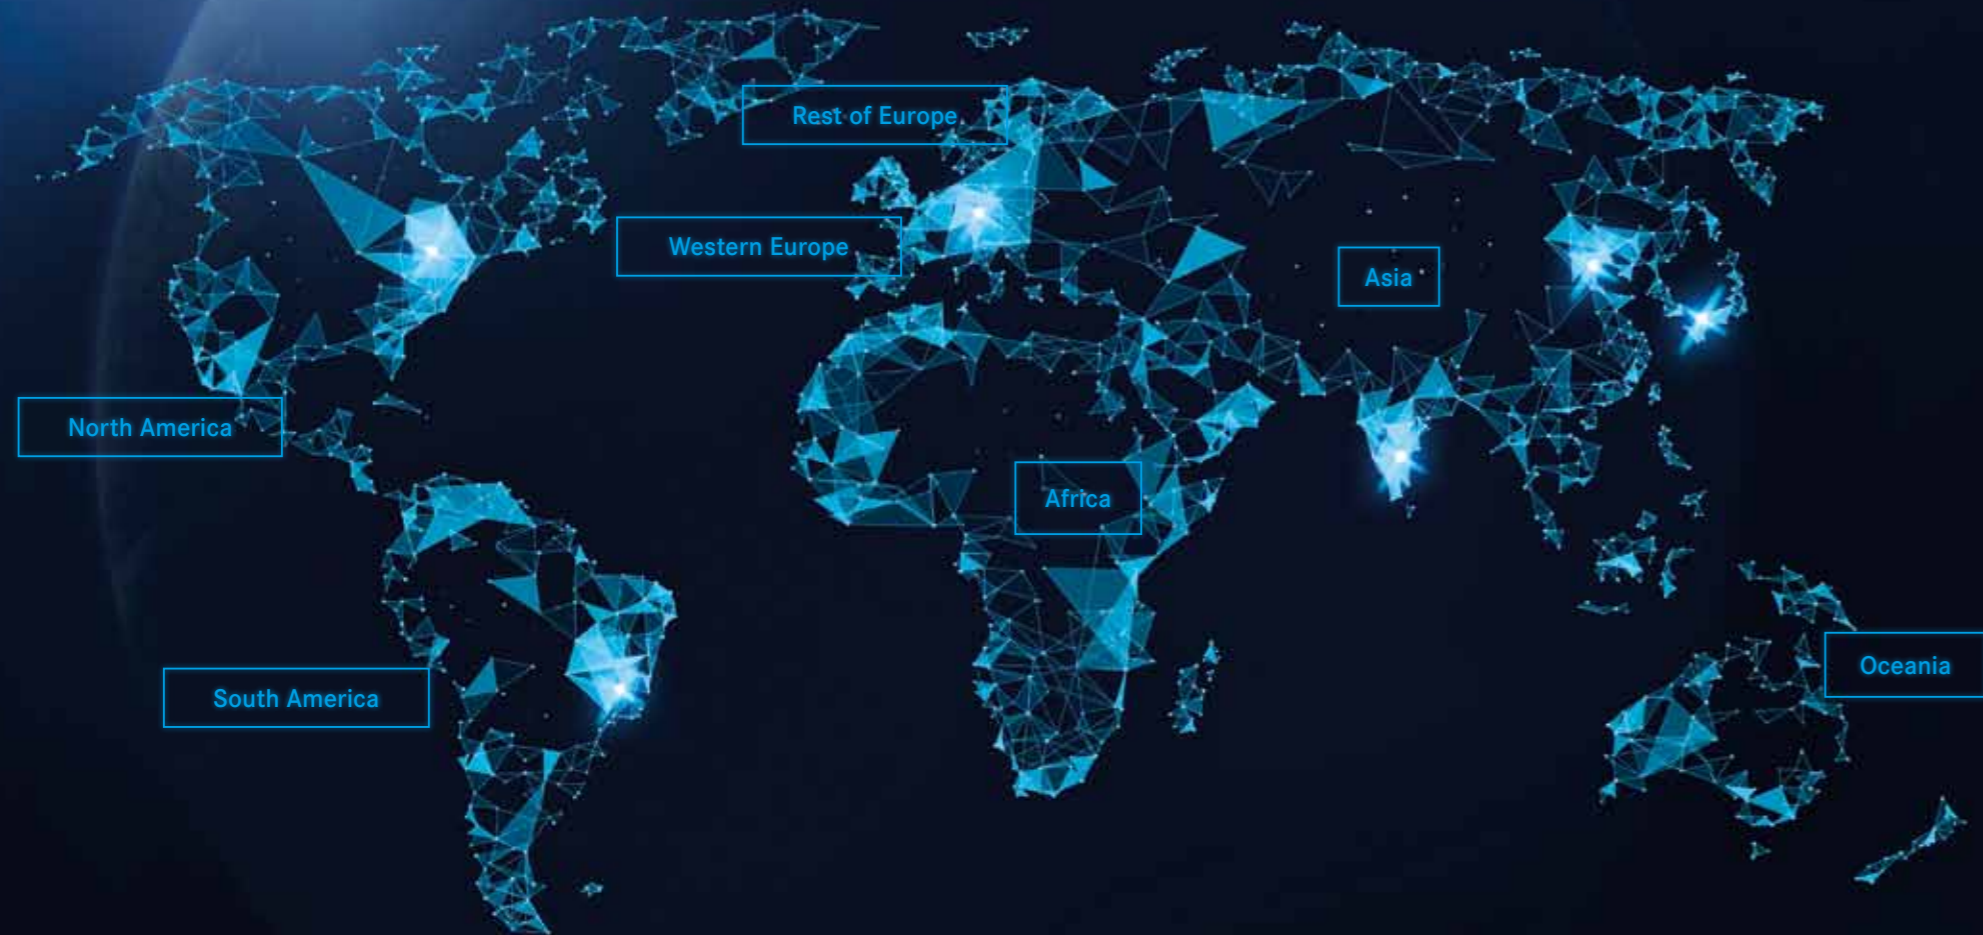 Rest of Europe
Western Europe
Asia
North America
Africa
Oceania
South America